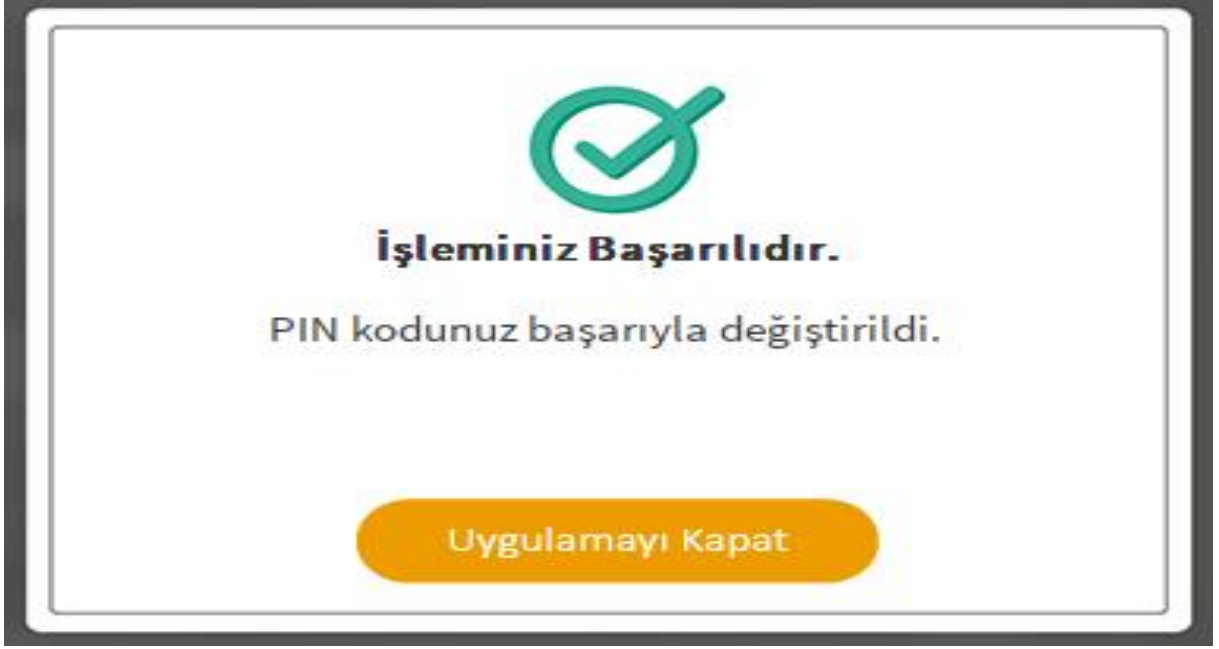 İşleminiz Başarılıdır.
PIN kodunuz başarıyla değiştirildi.
Uygulamayı Kapat